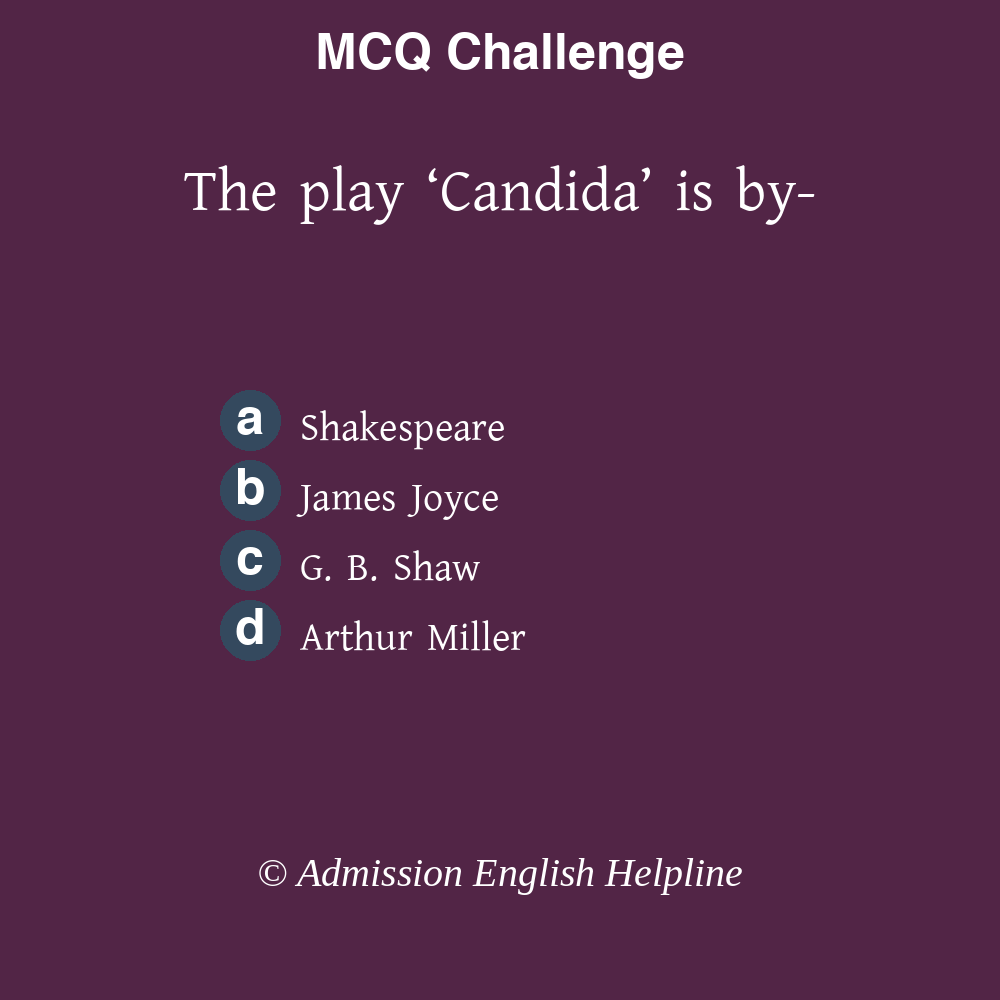 MCQ Challenge
The play ‘Candida’ is by-
a Shakespeare
b James Joyce
c G. B. Shaw
d Arthur Miller
© Admission English Helpline